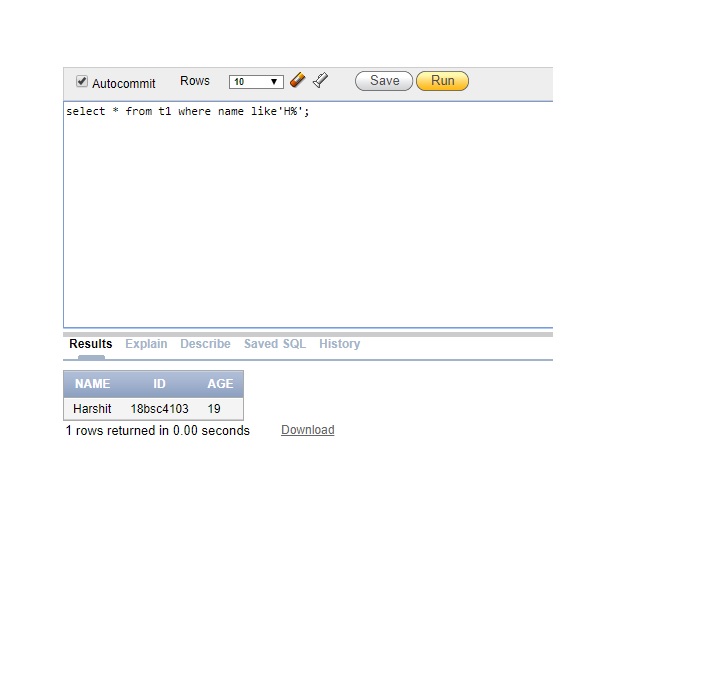 Autocommit Rows 10 Save Run
select * from t1 where name like'H%';
Results Explain Describe Saved SQL History
NAME ID AGE
Harshit 18bsc4103 19
1 rows returned in 0.00 seconds Download